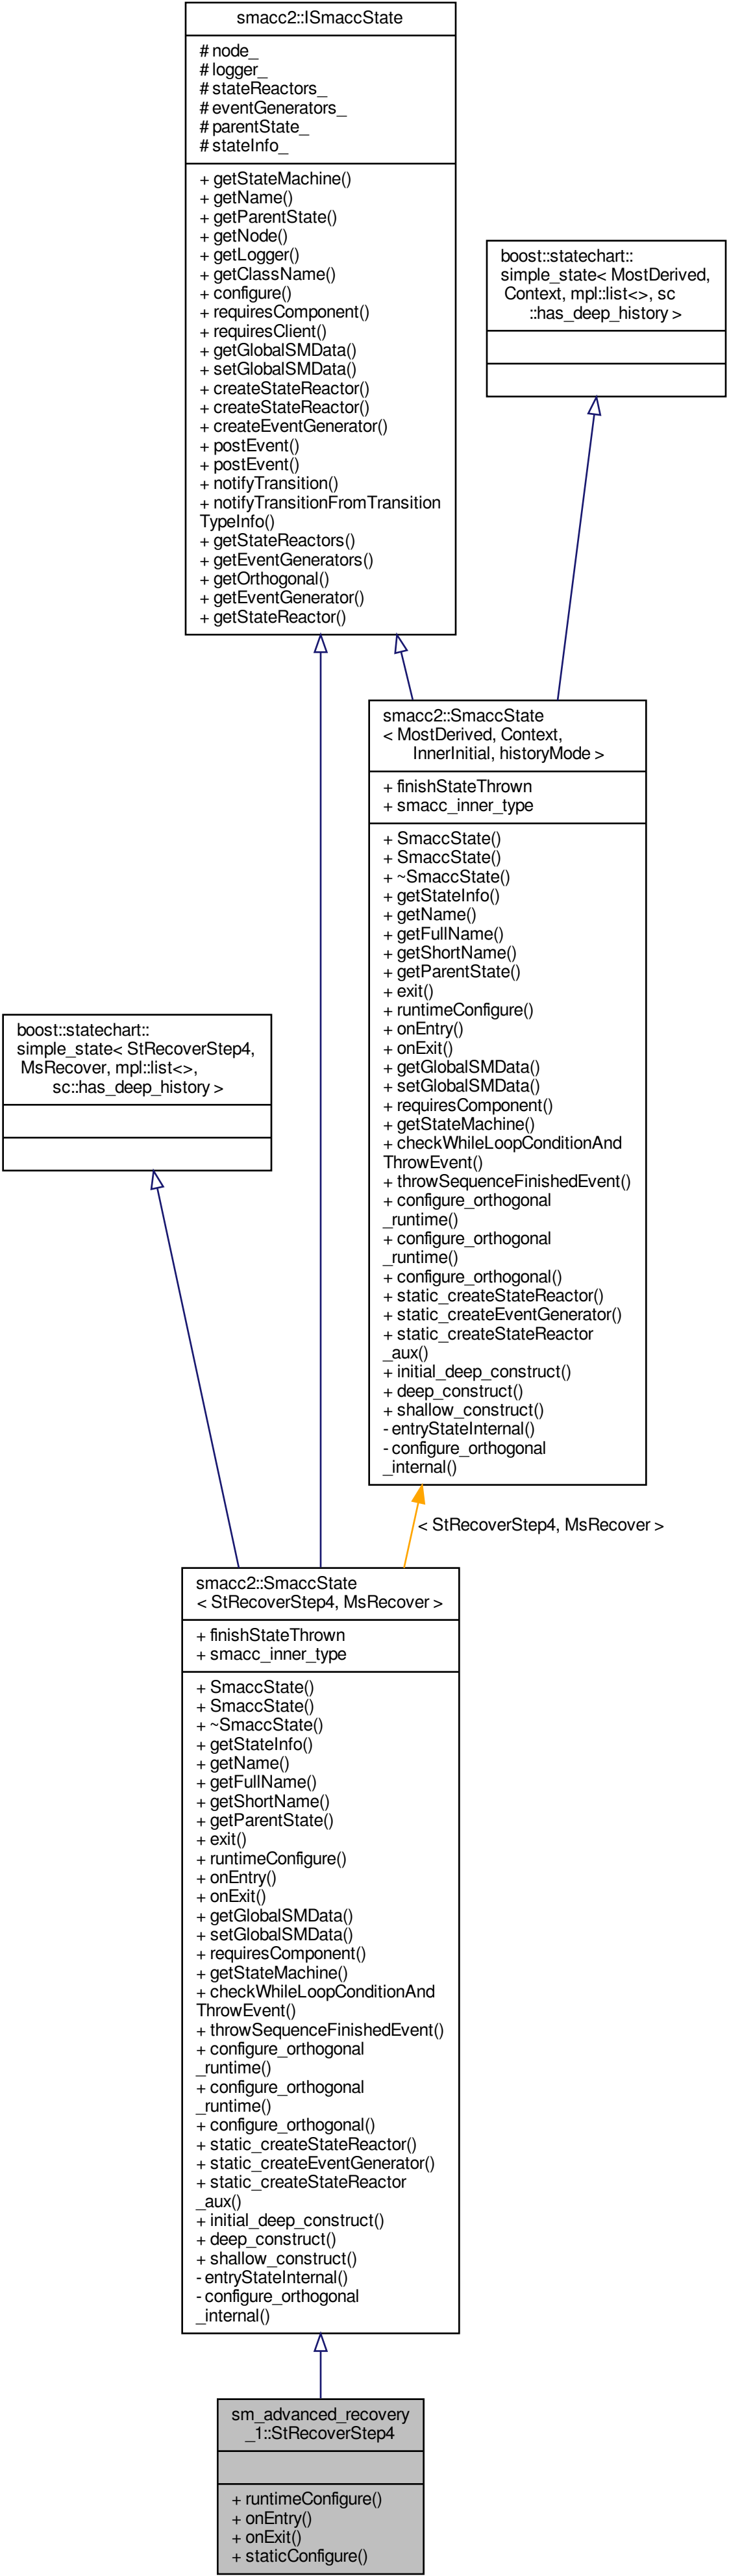 smacc2::ISmaccState
# node_
# logger_
# stateReactors_
# eventGenerators_
# parentState_
# stateInfo_
+ getStateMachine()
+ getName()
+ getParentState()
+ getNode()
+ getLogger()
+ getClassName()
+ configure()
+ requiresComponent()
+ requiresClient()
+ getGlobalSMData()
+ setGlobalSMData()
+ createStateReactor()
+ createStateReactor()
+ createEventGenerator()
+ postEvent()
+ postEvent()
+ notifyTransition()
+ notifyTransitionFromTransition
TypeInfo()
+ getStateReactors()
+ getEventGenerators()
+ getOrthogonal()
+ getEventGenerator()
+ getStateReactor()
boost::statechart::
simple_state< MostDerived,
Context, mpl::list<>, sc
::has_deep_history >
smacc2::SmaccState
< MostDerived, Context,
InnerInitial, historyMode >
+ finishStateThrown
+ smacc_inner_type
+ SmaccState()
+ SmaccState()
+ ~SmaccState()
+ getStateInfo()
+ getName()
+ getFullName()
+ getShortName()
+ getParentState()
+ exit()
+ runtimeConfigure()
+ onEntry()
+ onExit()
+ getGlobalSMData()
+ setGlobalSMData()
+ requiresComponent()
+ getStateMachine()
+ checkWhileLoopConditionAnd
ThrowEvent()
+ throwSequenceFinishedEvent()
+ configure_orthogonal
_runtime()
+ configure_orthogonal
_runtime()
+ configure_orthogonal()
+ static_createStateReactor()
+ static_createEventGenerator()
+ static_createStateReactor
_aux()
+ initial_deep_construct()
+ deep_construct()
+ shallow_construct()
- entryStateInternal()
- configure_orthogonal
_internal()
boost::statechart::
simple_state< StRecoverStep4,
MsRecover, mpl::list<>,
sc::has_deep_history >
< StRecoverStep4, MsRecover >
smacc2::SmaccState
< StRecoverStep4, MsRecover >
+ finishStateThrown
+ smacc_inner_type
+ SmaccState()
+ SmaccState()
+ ~SmaccState()
+ getStateInfo()
+ getName()
+ getFullName()
+ getShortName()
+ getParentState()
+ exit()
+ runtimeConfigure()
+ onEntry()
+ onExit()
+ getGlobalSMData()
+ setGlobalSMData()
+ requiresComponent()
+ getStateMachine()
+ checkWhileLoopConditionAnd
ThrowEvent()
+ throwSequenceFinishedEvent()
+ configure_orthogonal
_runtime()
+ configure_orthogonal
_runtime()
+ configure_orthogonal()
+ static_createStateReactor()
+ static_createEventGenerator()
+ static_createStateReactor
_aux()
+ initial_deep_construct()
+ deep_construct()
+ shallow_construct()
- entryStateInternal()
- configure_orthogonal
_internal()
sm_advanced_recovery
_1::StRecoverStep4
+ runtimeConfigure()
+ onEntry()
+ onExit()
+ staticConfigure()